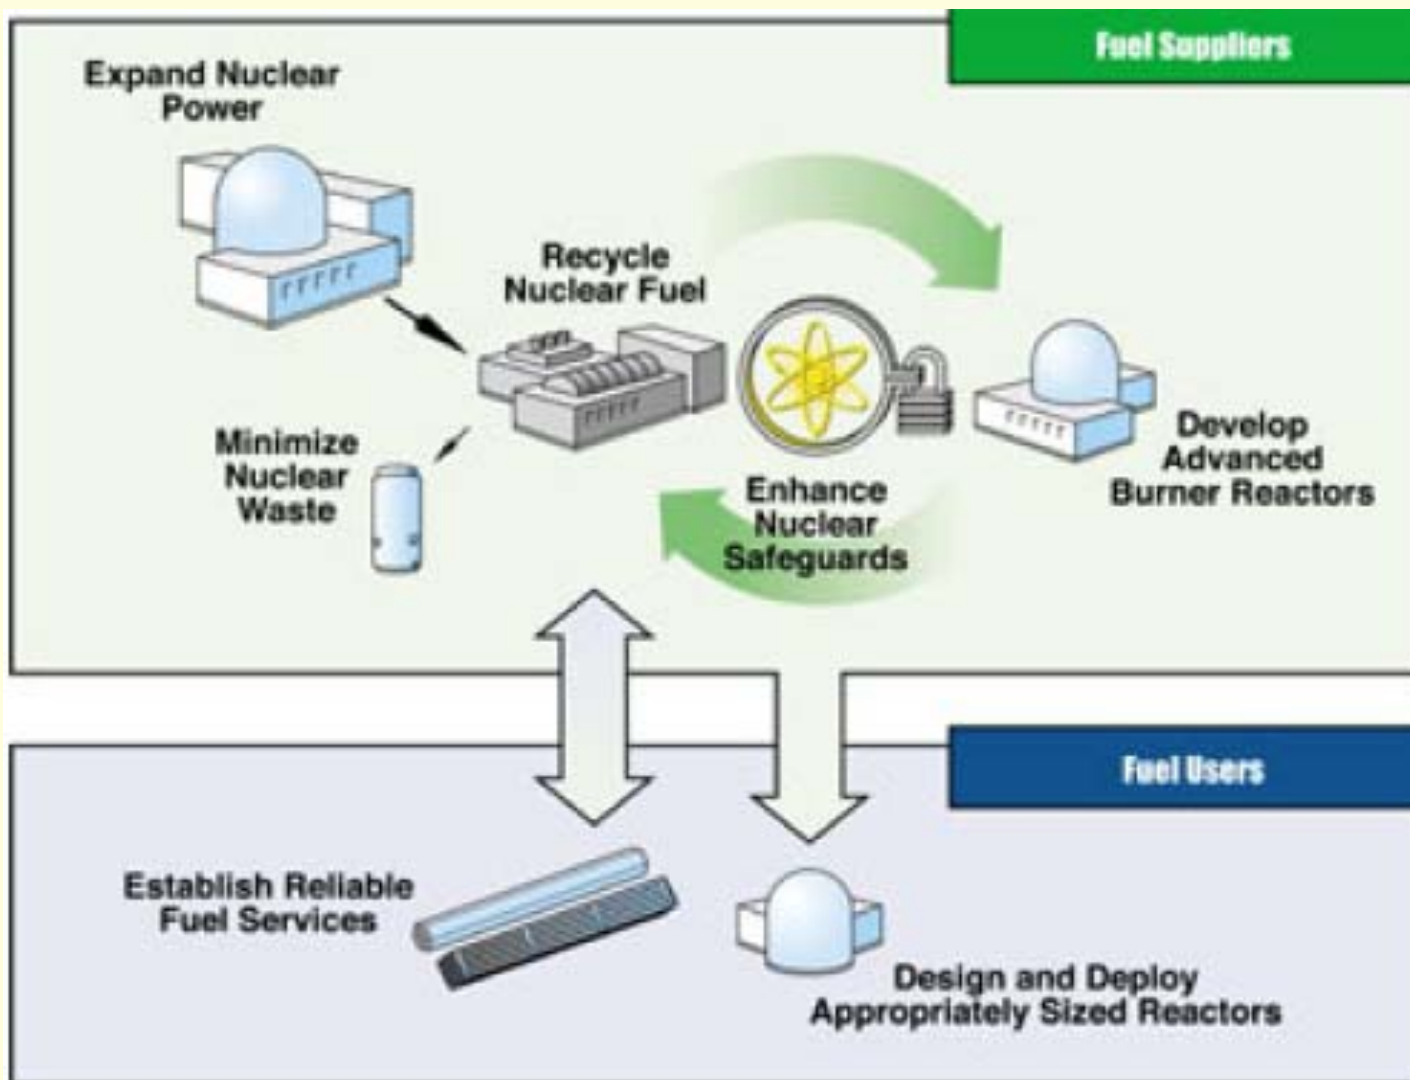 Fuel Suppliers
Expand Nuclear
Power
Recycle
Nuclear Fuel
Minimize
Nuclear
Waste
Enhance
Nuclear
Safeguards
Develop
Advanced
Burner Reactors
Fuel Users
Establish Reliable
Fuel Services
Design and Deploy
Appropriately Sized Reactors